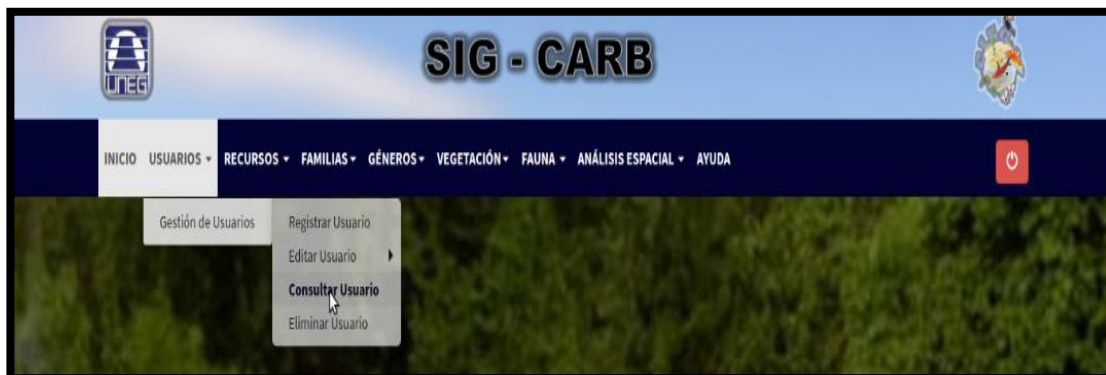 UNEG
SIG - CARB
INICIO USUARIOS RECURSOS FAMILIAS GÉNEROS VEGETACIÓN FAUNA ANÁLISIS ESPACIAL AYUDA
Gestión de Usuarios
Registrar Usuario
Editar Usuario
Consultar Usuario
Eliminar Usuario